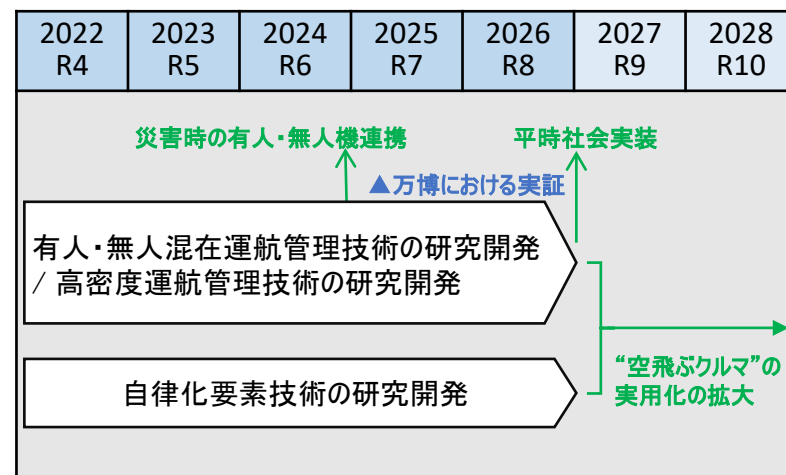 2022 2023 2024 2025 2026 2027 2028
R4 R5 R6 R7 R8 R9 R10
災害時の有人・無人機連携
平時社会実装
▲万博における実証
有人・無人混在運航管理技術の研究開発
/ 高密度運航管理技術の研究開発
“空飛ぶクルマ”の
実用化の拡大
自律化要素技術の研究開発